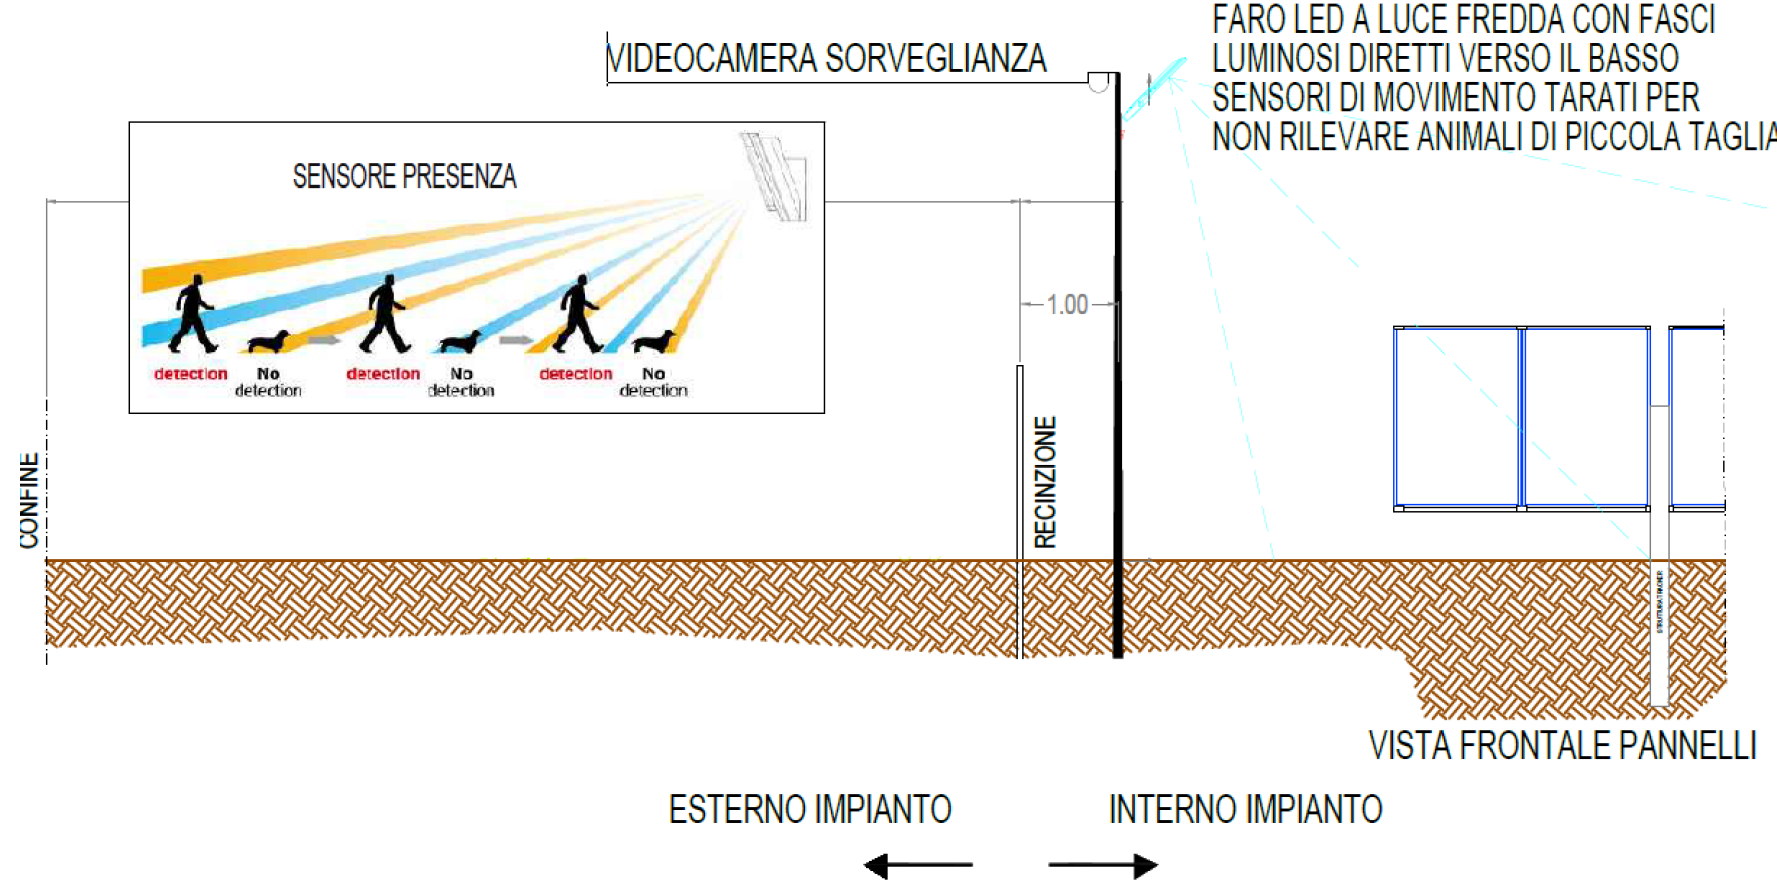 FARO LED A LUCE FREDDA CON FASCI
LUMINOSI DIRETTI VERSO IL BASSO
SENSORI DI MOVIMENTO TARATI PER
NON RILEVARE ANIMALI DI PICCOLA TAGLIA
VIDEOCAMERA SORVEGLIANZA
SENSORE PRESENZA
detection
No
detection
detection
No
detection
detection
No
detection
1.00
CONFINE
RECINZIONE
STRUTTURA TRACKER
VISTA FRONTALE PANNELLI
ESTERNO IMPIANTO
INTERNO IMPIANTO